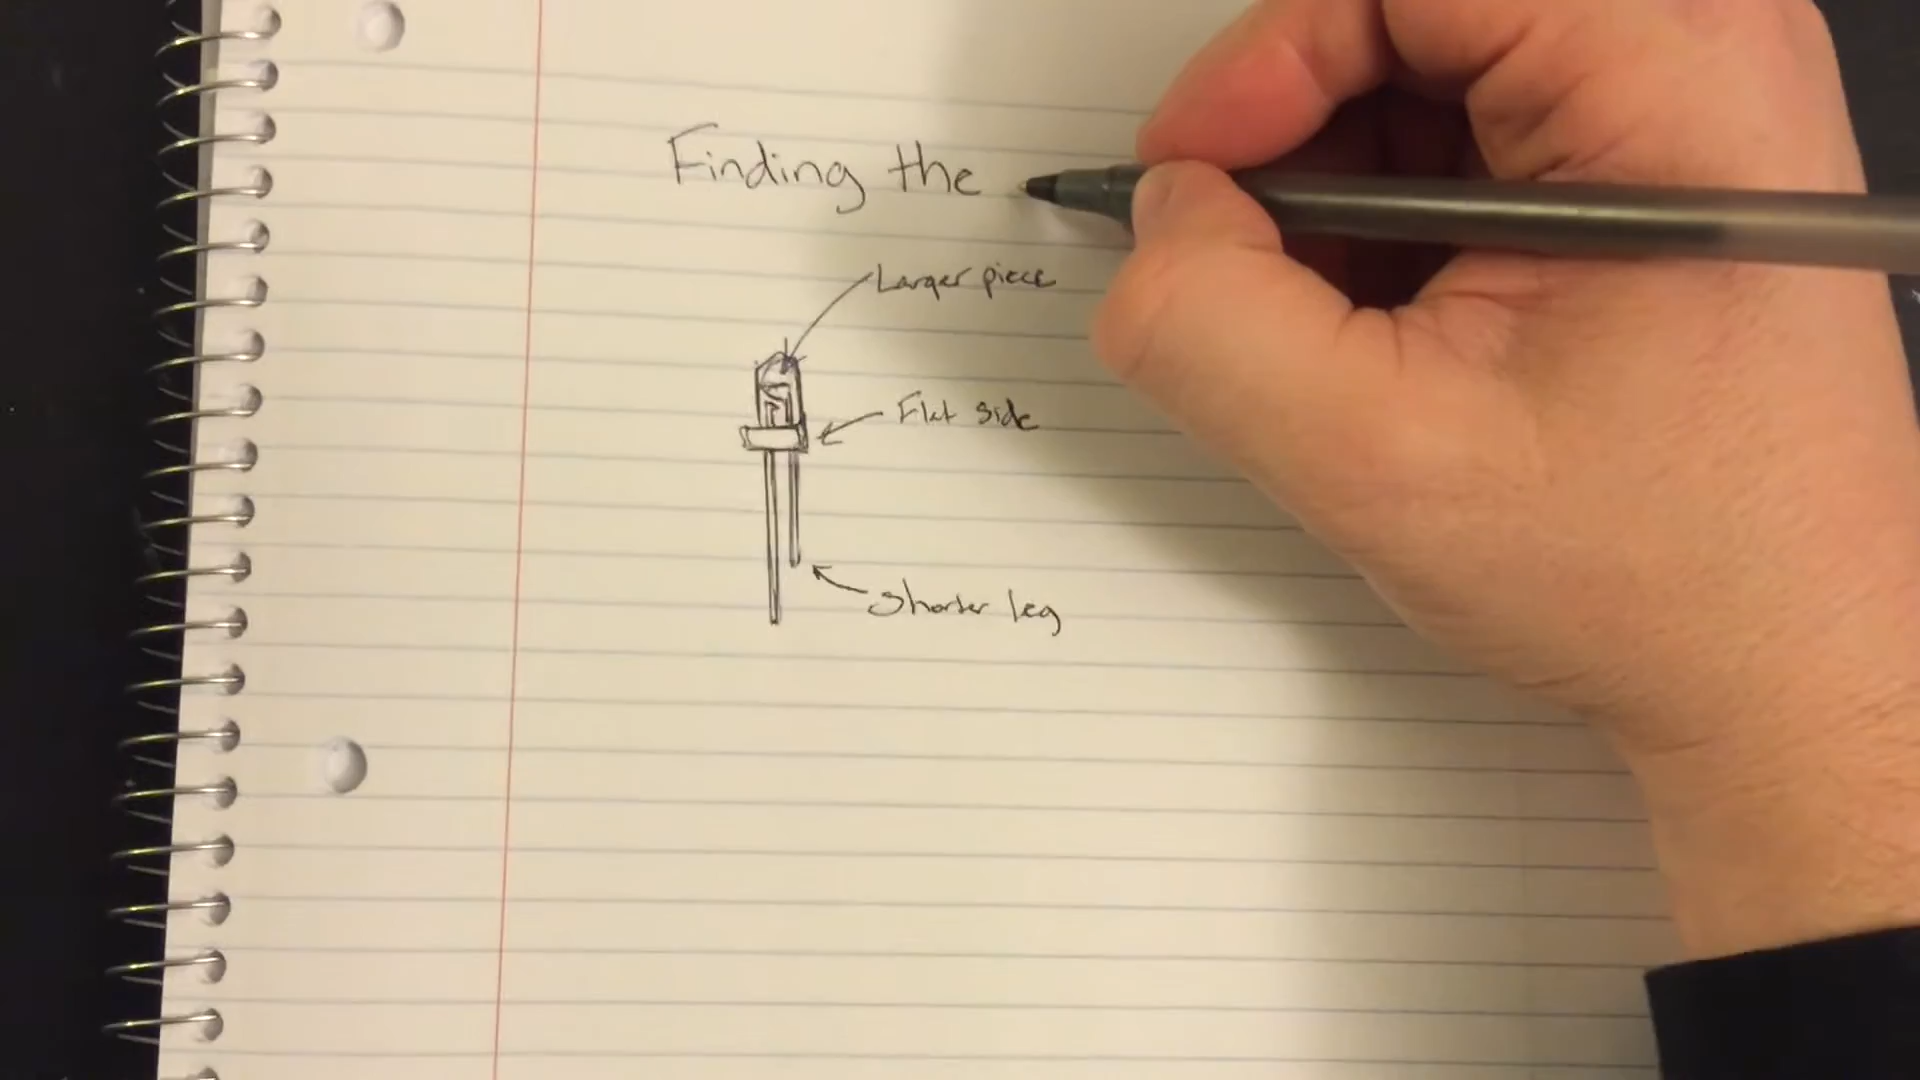 Finding the
Larger piece
Flat side
Shorter leg